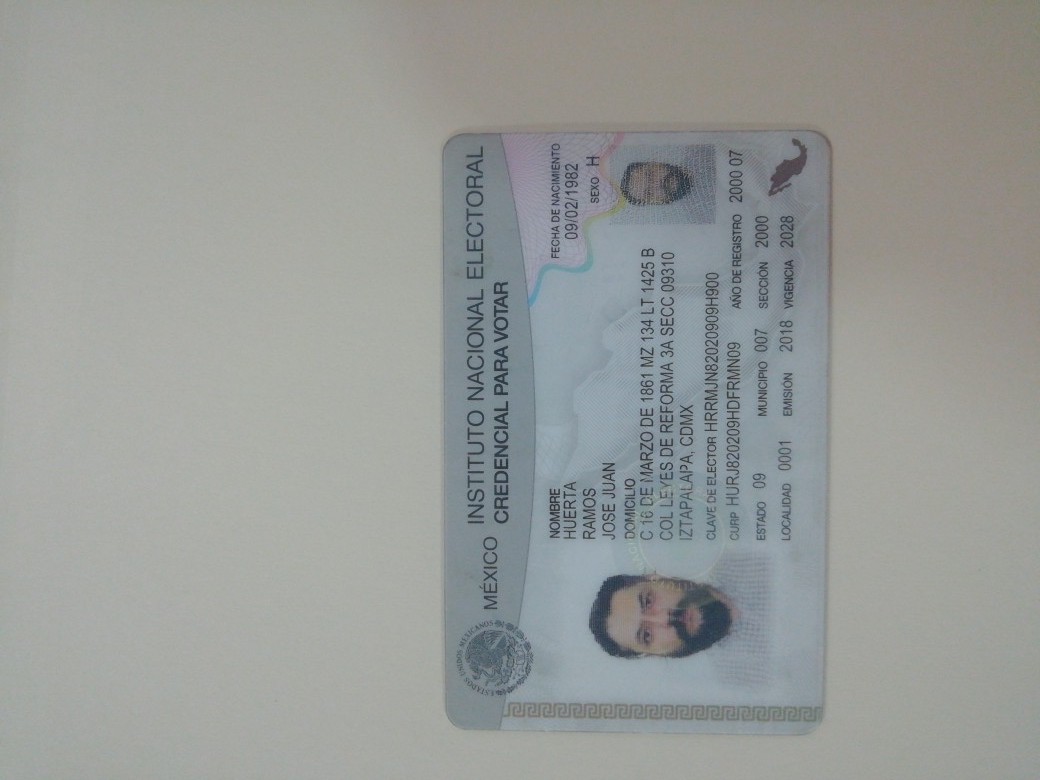 MÉXICO INSTITUTO NACIONAL ELECTORAL
CREDENCIAL PARA VOTAR
ESTADOS UNIDOS MEXICANOS
NOMBRE
HUERTA
RAMOS
JOSE JUAN
FECHA DE NACIMIENTO
09/02/1982
SEXO H
DOMICILIO
C 16 DE MARZO DE 1861 MZ 134 LT 1425 B
COL LEYES DE REFORMA 3A SECC 09310
IZTAPALAPA, CDMX
CLAVE DE ELECTOR HRRMJN82020909H900
CURP HURJ820209HDFRMN09 AÑO DE REGISTRO 2000 07
ESTADO 09 MUNICIPIO 007 SECCIÓN 2000
LOCALIDAD 0001 EMISIÓN 2018 VIGENCIA 2028